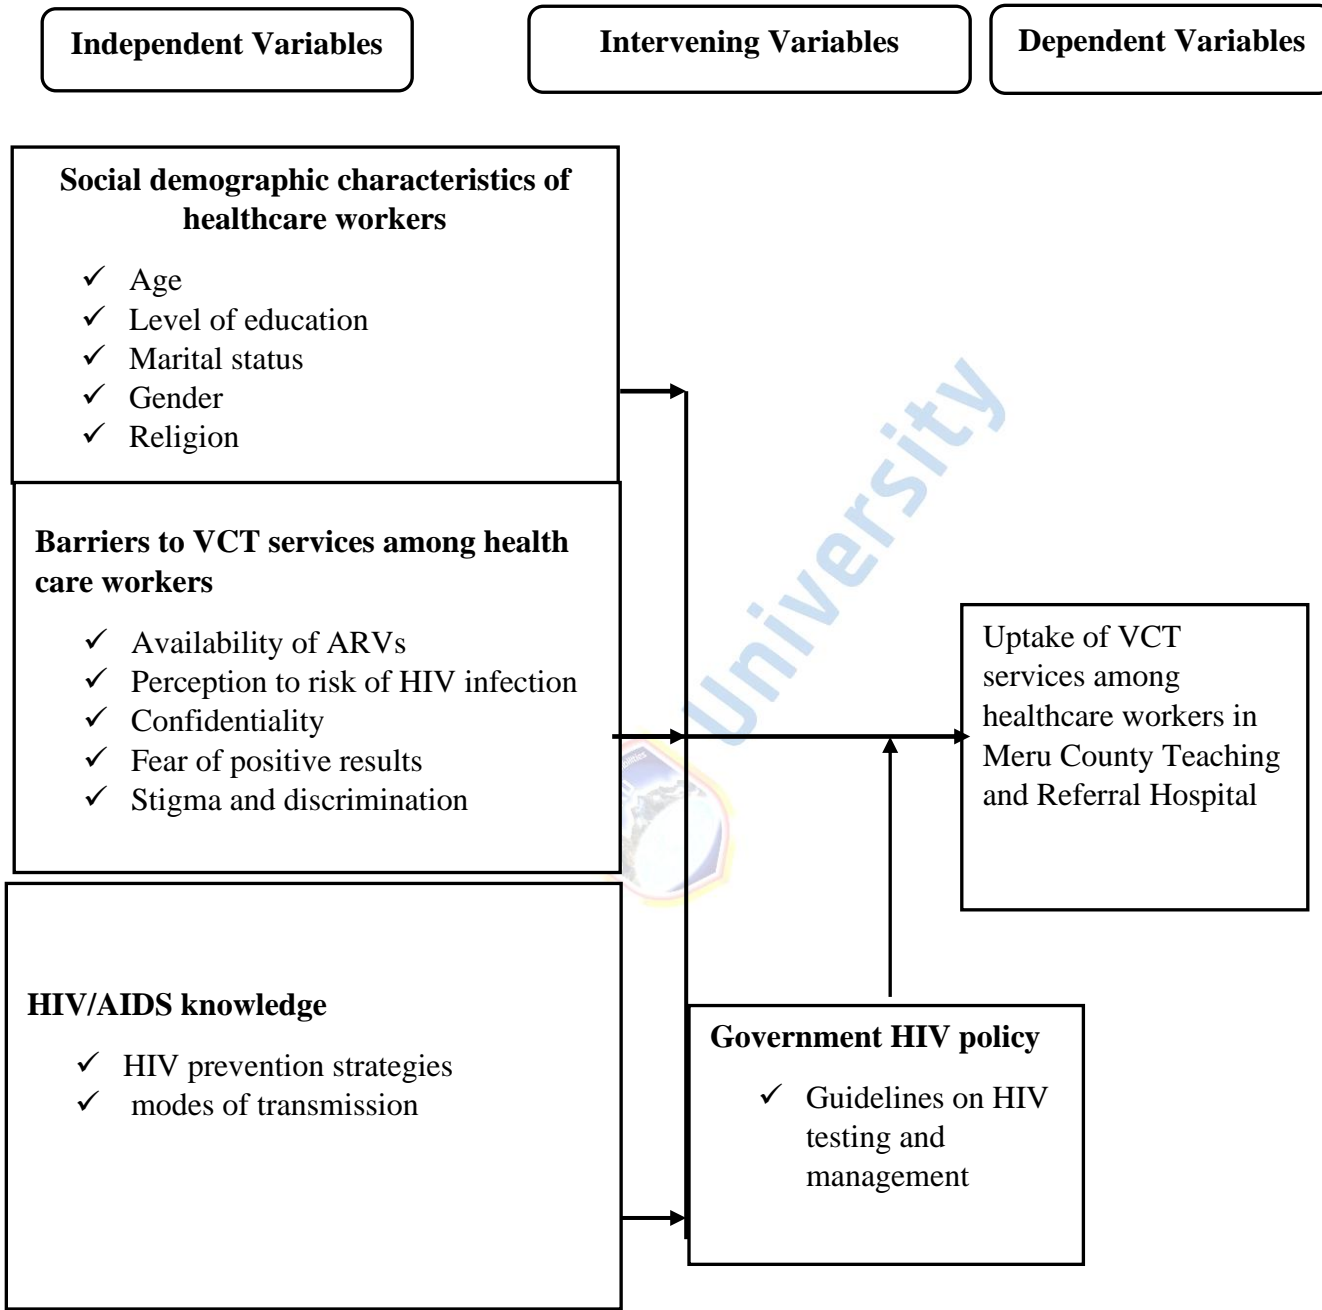 Independent Variables
Intervening Variables
Dependent Variables
Social demographic characteristics of
healthcare workers
✓ Age
✓ Level of education
✓ Marital status
✓ Gender
✓ Religion
Barriers to VCT services among health
care workers
✓ Availability of ARVs
✓ Perception to risk of HIV infection
✓ Confidentiality
✓ Fear of positive results
✓ Stigma and discrimination
HIV/AIDS knowledge
✓ HIV prevention strategies
✓ modes of transmission
Government HIV policy
✓ Guidelines on HIV
testing and
management
Uptake of VCT
services among
healthcare workers in
Meru County Teaching
and Referral Hospital
University